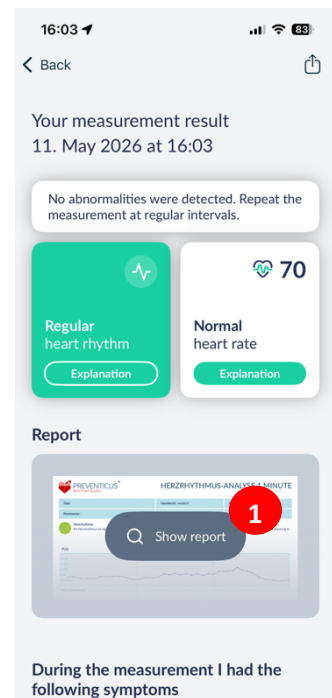 16:03
83
Back
Your measurement result
11. May 2026 at 16:03
No abnormalities were detected. Repeat the
measurement at regular intervals.
70
Regular
heart rhythm
Normal
heart rate
Explanation
Explanation
Report
PREVENTICUS®
HERZRHYTHMUS-ANALYSE 1 MINUTE
1
Show report
During the measurement I had the
following symptoms